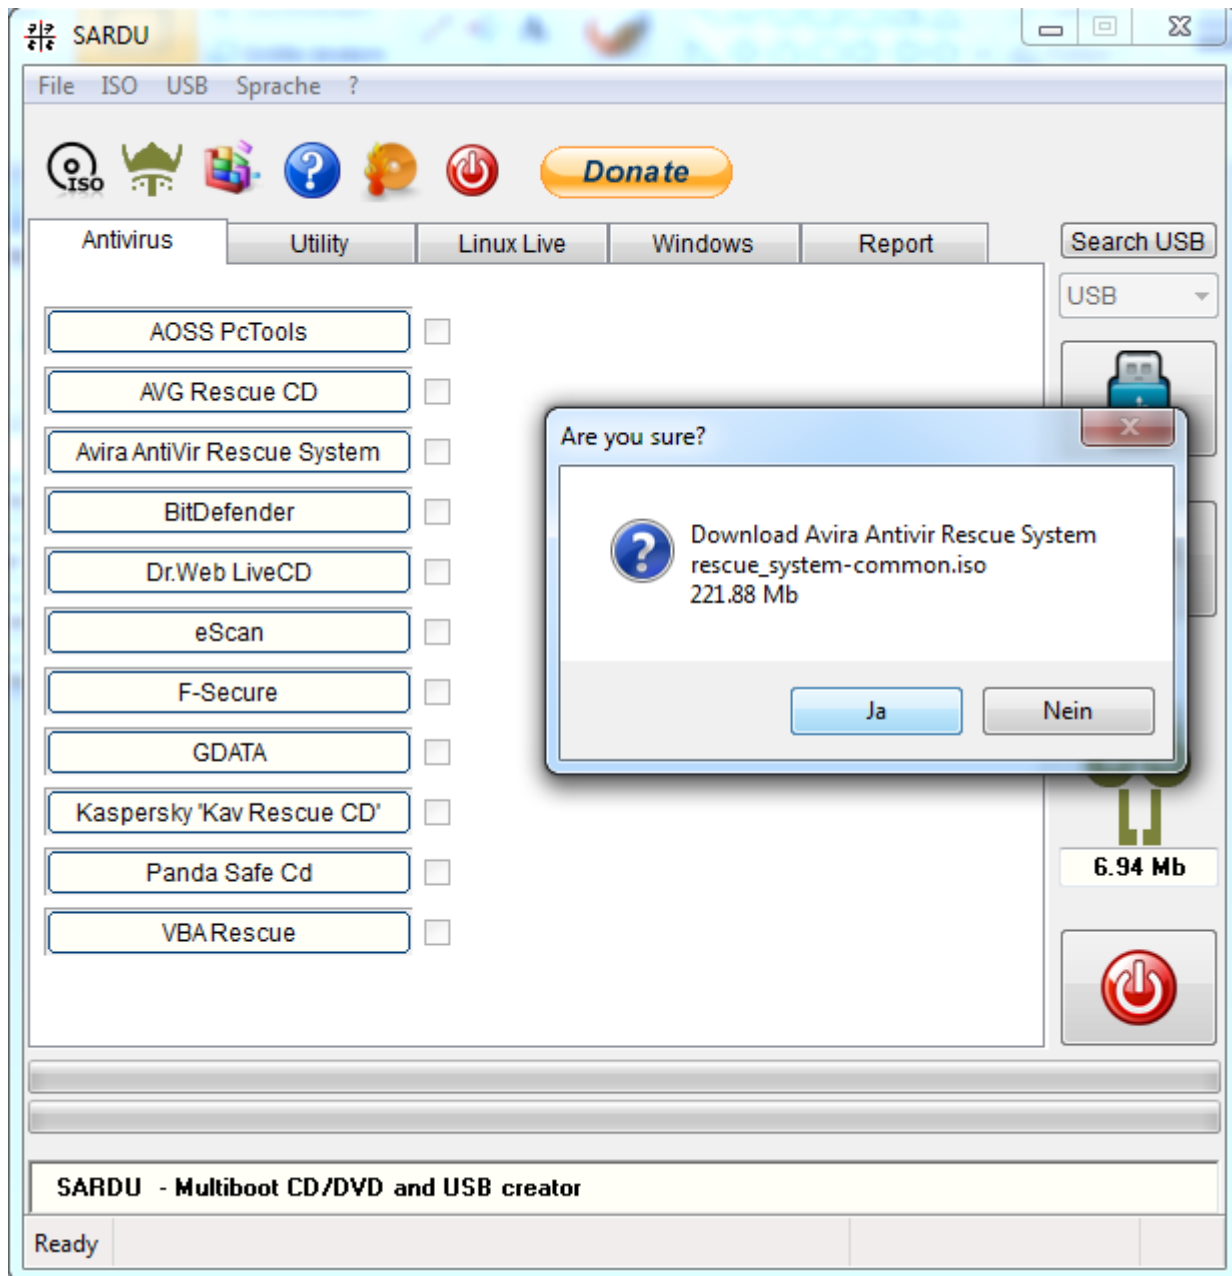 SARDU
File ISO USB Sprache ?
ISO
Donate
Antivirus Utility Linux Live Windows Report
Search USB
USB
AOSS PcTools
AVG Rescue CD
Avira AntiVir Rescue System
BitDefender
Dr.Web LiveCD
eScan
F-Secure
GDATA
Kaspersky 'Kav Rescue CD'
Panda Safe Cd
VBA Rescue
Are you sure?
Download Avira Antivir Rescue System
rescue_system-common.iso
221.88 Mb
Ja Nein
6.94 Mb
SARDU - Multiboot CD/DVD and USB creator
Ready